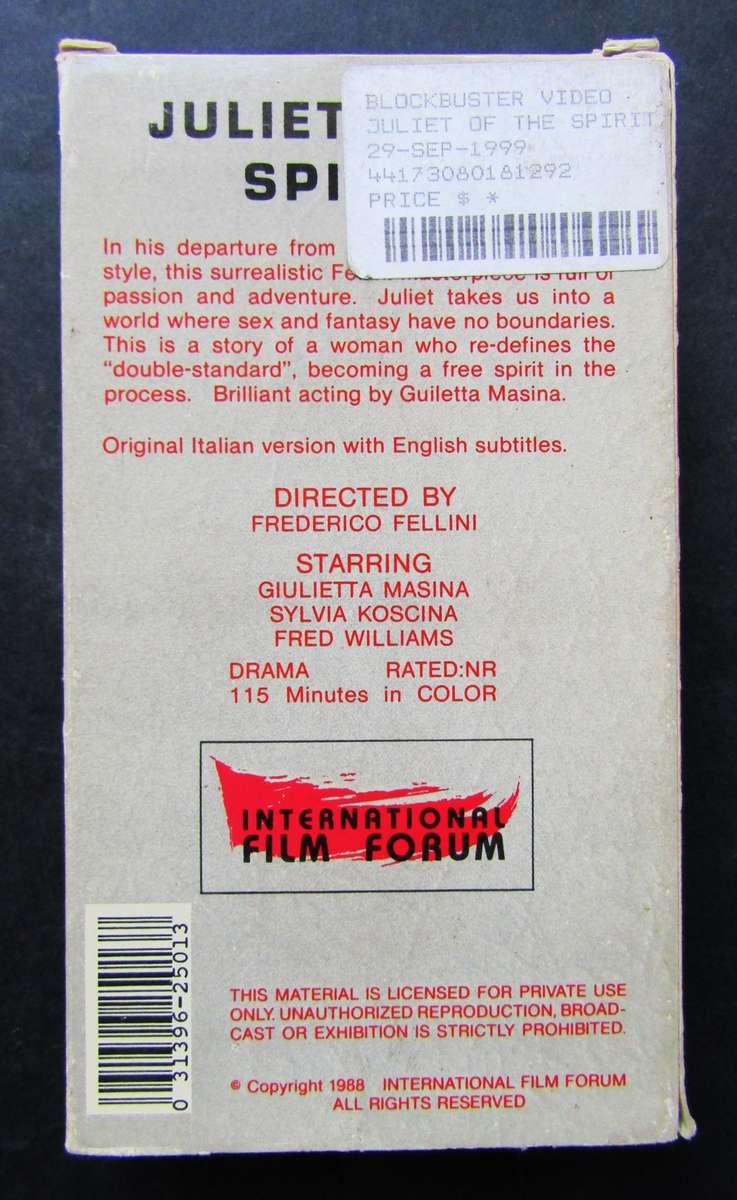 JULIET
SPI
BLOCKBUSTER VIDEO
JULIET OF THE SPIRIT
29-SEP-1999
44173080181292
PRICE $ *
In his departure from
style, this surrealistic Fe masterpiece is full of
passion and adventure. Juliet takes us into a
world where sex and fantasy have no boundaries.
This is a story of a woman who re-defines the
“double-standard”, becoming a free spirit in the
process. Brilliant acting by Guiletta Masina.
Original Italian version with English subtitles.
DIRECTED BY
FREDERICO FELLINI
STARRING
GIULIETTA MASINA
SYLVIA KOSCINA
FRED WILLIAMS
DRAMA RATED:NR
115 Minutes in COLOR
INTERNATIONAL
FILM FORUM
0 31396-25013
THIS MATERIAL IS LICENSED FOR PRIVATE USE
ONLY. UNAUTHORIZED REPRODUCTION, BROAD-
CAST OR EXHIBITION IS STRICTLY PROHIBITED.
© Copyright 1988 INTERNATIONAL FILM FORUM
ALL RIGHTS RESERVED